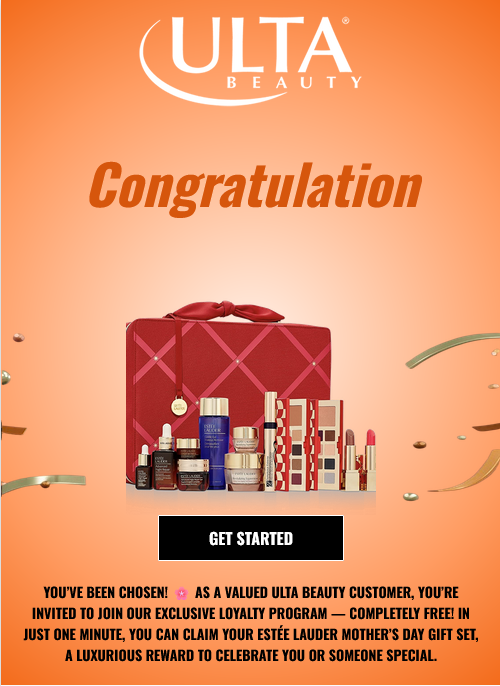 ULTA®
BEAUTY
Congratulation
GET STARTED
YOU'VE BEEN CHOSEN! 🌸 AS A VALUED ULTA BEAUTY CUSTOMER, YOU'RE
INVITED TO JOIN OUR EXCLUSIVE LOYALTY PROGRAM — COMPLETELY FREE! IN
JUST ONE MINUTE, YOU CAN CLAIM YOUR ESTÉE LAUDER MOTHER'S DAY GIFT SET,
A LUXURIOUS REWARD TO CELEBRATE YOU OR SOMEONE SPECIAL.